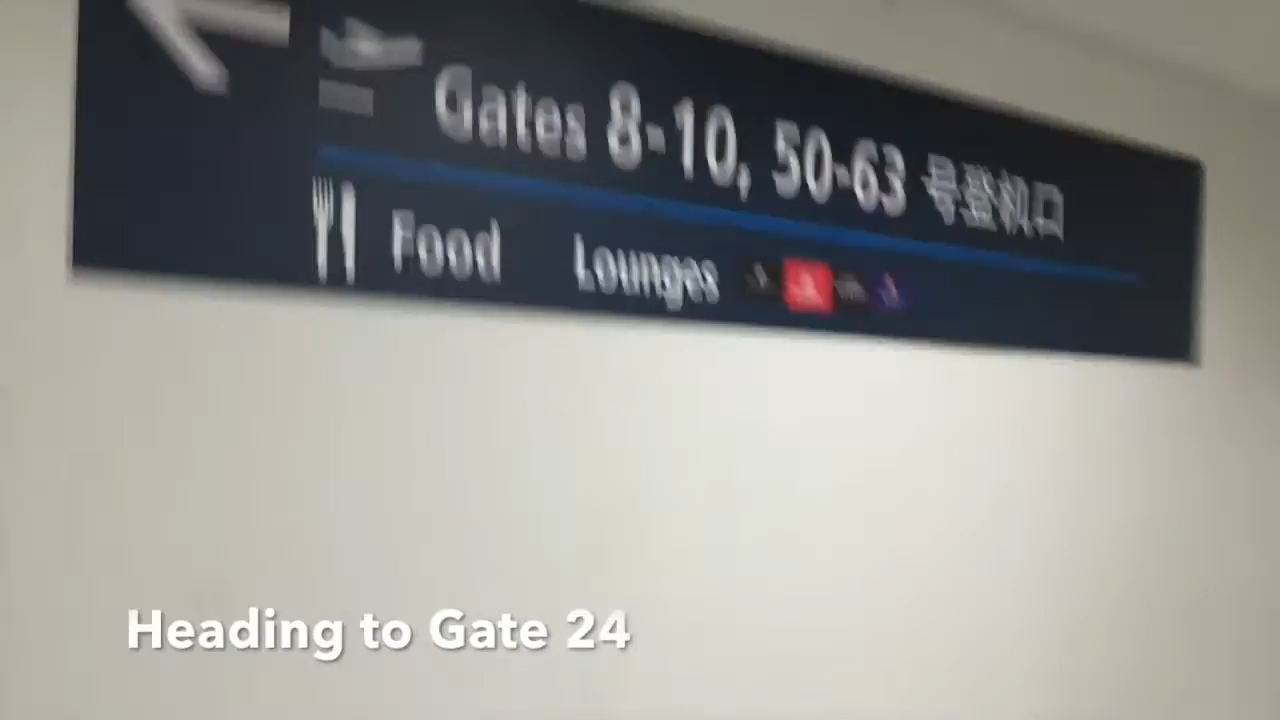 Gates 8-10, 50-63 号登机口
Food Lounges
Heading to Gate 24